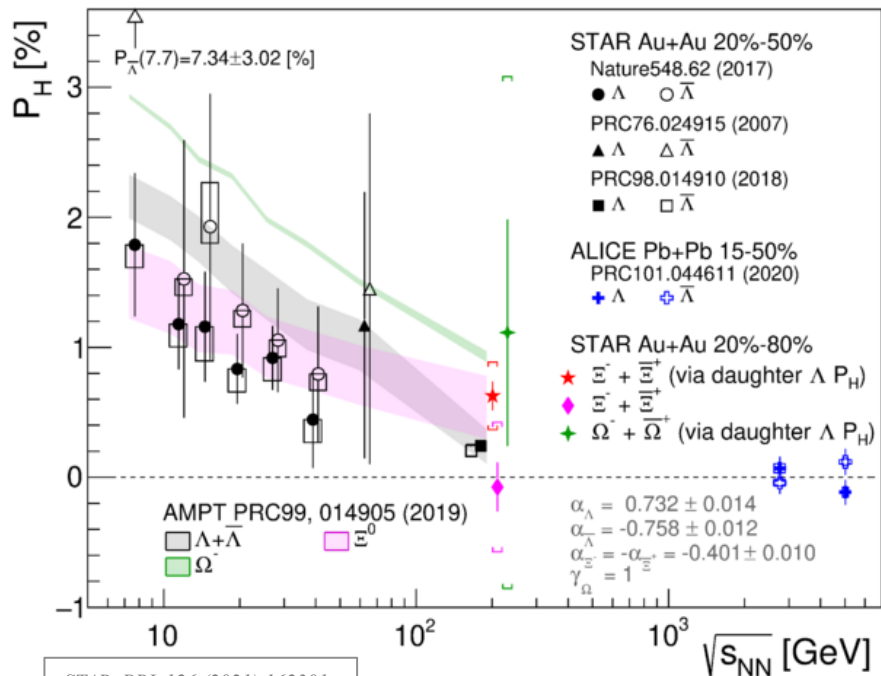 P_H [%]
3
2
1
0
−1
P_Λ̅(7.7)=7.34±3.02 [%]
STAR Au+Au 20%-50%
Nature548.62 (2017)
Λ Λ̅
PRC76.024915 (2007)
Λ Λ̅
PRC98.014910 (2018)
Λ Λ̅
ALICE Pb+Pb 15-50%
PRC101.044611 (2020)
Λ Λ̅
STAR Au+Au 20%-80%
Ξ⁻ + Ξ̅⁺ (via daughter Λ P_H)
Ξ⁻ + Ξ̅⁺
Ω⁻ + Ω̅⁺ (via daughter Λ P_H)
AMPT PRC99, 014905 (2019)
Λ+Λ̅ Ξ⁰
Ω⁻
α_Λ = 0.732 ± 0.014
α_Λ̅ = -0.758 ± 0.012
α_Ξ⁻ = -α_Ξ̅⁺ = -0.401± 0.010
γ_Ω = 1
10 10² 10³
√s_NN [GeV]